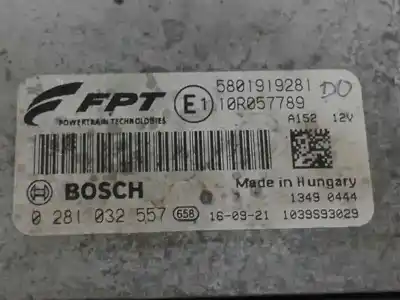 FPT
POWERTRAIN TECHNOLOGIES
E1
5801919281 DO
10R057789
A152 12V
BOSCH
Made in Hungary
1349 0444
0 281 032 557 658 16-09-21 1039S93029